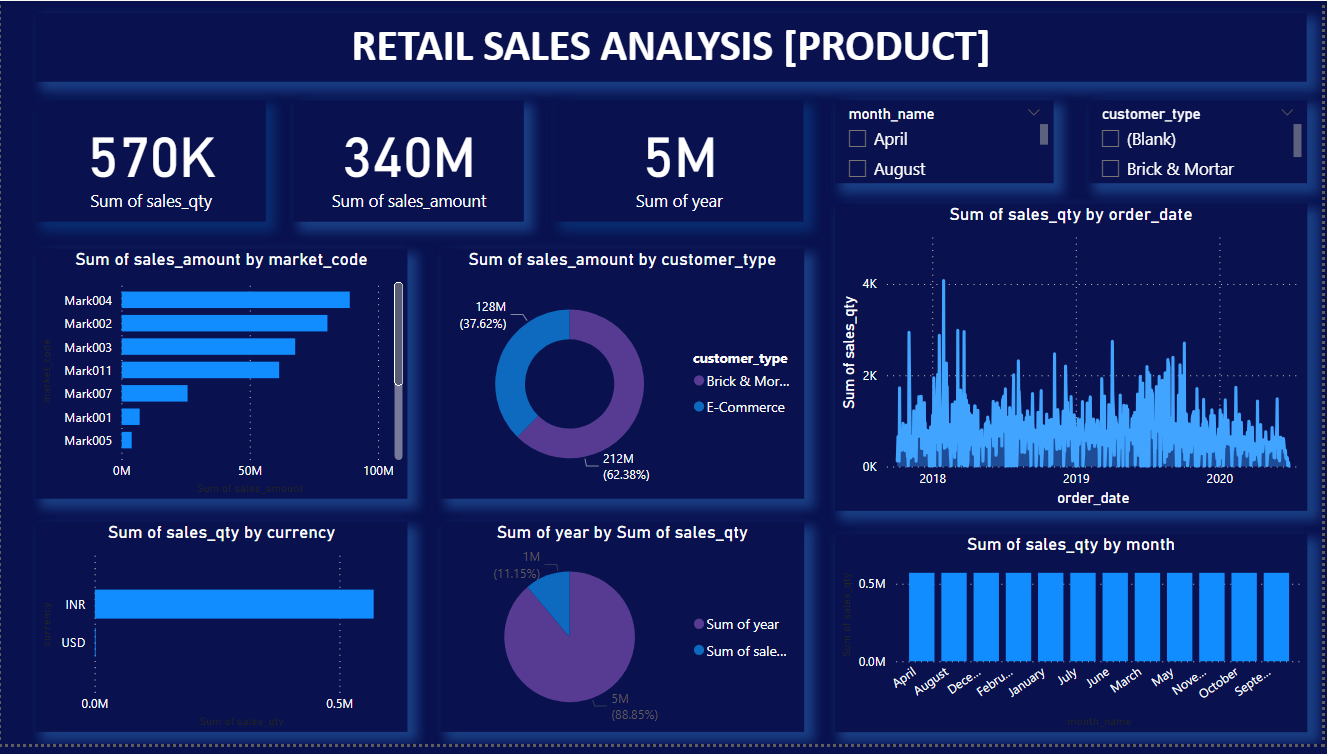 RETAIL SALES ANALYSIS [PRODUCT]
570K
Sum of sales_qty
340M
Sum of sales_amount
5M
Sum of year
month_name
April
August
customer_type
(Blank)
Brick & Mortar
Sum of sales_amount by market_code
market_code
Mark004
Mark002
Mark003
Mark011
Mark007
Mark001
Mark005
0M
50M
100M
Sum of sales_amount
Sum of sales_amount by customer_type
128M
(37.62%)
212M
(62.38%)
customer_type
Brick & Mor...
E-Commerce
Sum of sales_qty by order_date
Sum of sales_qty
4K
2K
0K
2018
2019
2020
order_date
Sum of sales_qty by currency
currency
INR
USD
0.0M
0.5M
Sum of sales_qty
Sum of year by Sum of sales_qty
1M
(11.15%)
5M
(88.85%)
Sum of year
Sum of sale...
Sum of sales_qty by month
Sum of sales_qty
0.5M
0.0M
April
August
Dece...
Febru...
January
July
June
March
May
Nove...
October
Septe...
month_name